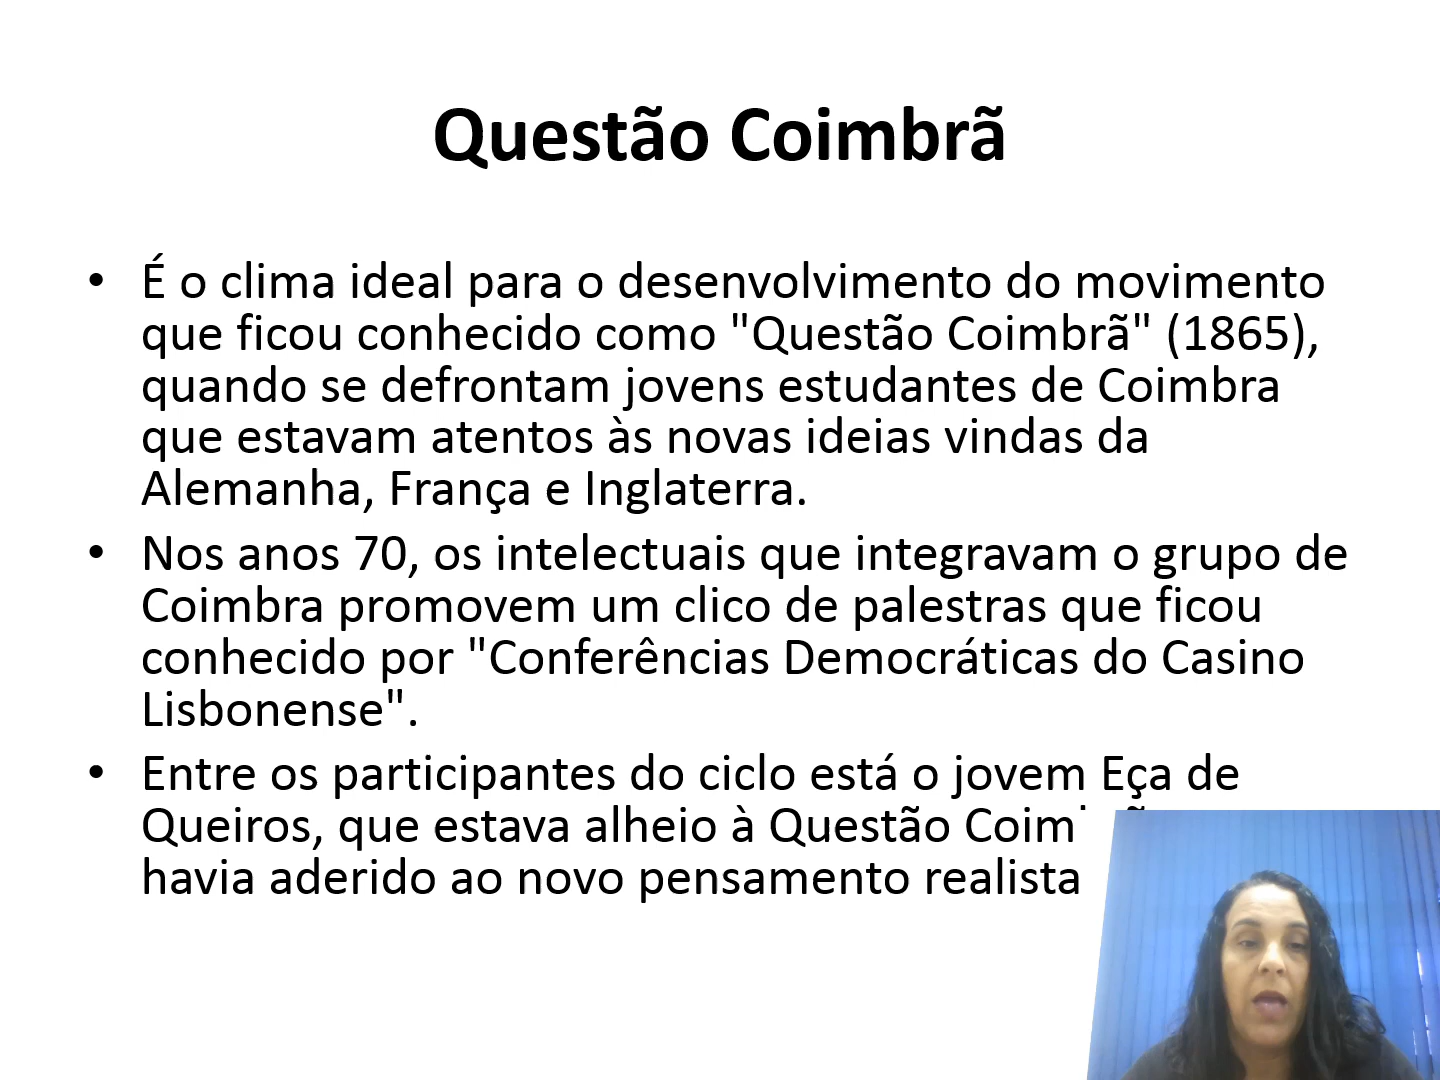 Questão Coimbrã
• É o clima ideal para o desenvolvimento do movimento
que ficou conhecido como "Questão Coimbrã" (1865),
quando se defrontam jovens estudantes de Coimbra
que estavam atentos às novas ideias vindas da
Alemanha, França e Inglaterra.
• Nos anos 70, os intelectuais que integravam o grupo de
Coimbra promovem um clico de palestras que ficou
conhecido por "Conferências Democráticas do Casino
Lisbonense".
• Entre os participantes do ciclo está o jovem Eça de
Queiros, que estava alheio à Questão
havia aderido ao novo pensamento realista